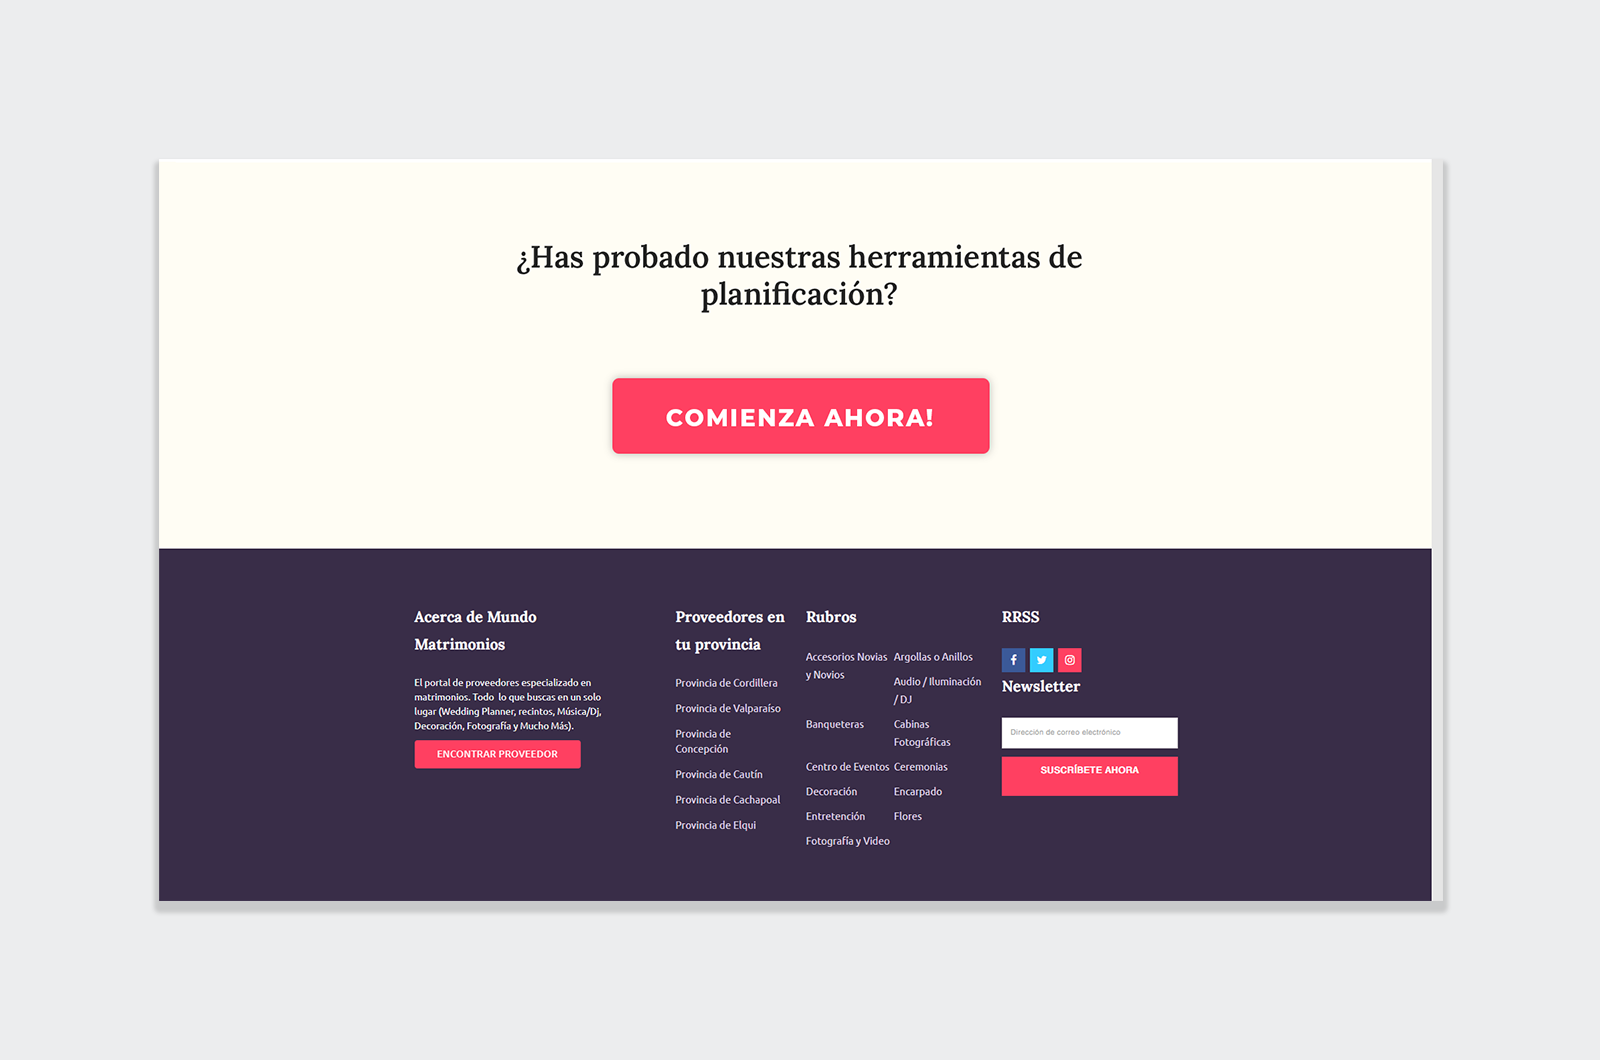 ¿Has probado nuestras herramientas de
planificación?
COMIENZA AHORA!
Acerca de Mundo
Matrimonios
El portal de proveedores especializado en
matrimonios. Todo  lo que buscas en un solo
lugar (Wedding Planner, recintos, Música/Dj,
Decoración, Fotografía y Mucho Más).
ENCONTRAR PROVEEDOR
Proveedores en
tu provincia
Provincia de Cordillera
Provincia de Valparaíso
Provincia de
Concepción
Provincia de Cautín
Provincia de Cachapoal
Provincia de Elqui
Rubros
Accesorios Novias
y Novios
Argollas o Anillos
Audio / Iluminación
/ DJ
Banqueteras
Cabinas
Fotográficas
Centro de Eventos
Ceremonias
Decoración
Encarpado
Entretención
Flores
Fotografía y Video
RRSS
Newsletter
Dirección de correo electrónico
SUSCRÍBETE AHORA